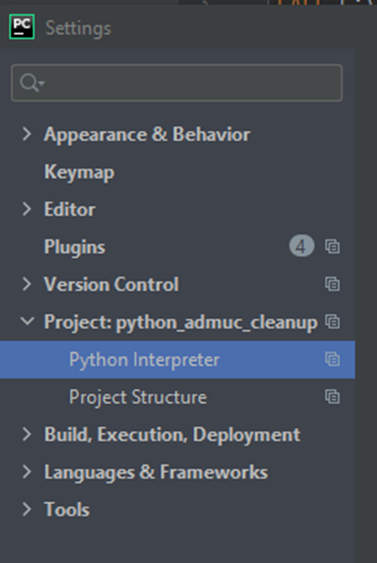 PC
Settings
Appearance & Behavior
Keymap
Editor
Plugins 4
Version Control
Project: python_admuc_cleanup
Python Interpreter
Project Structure
Build, Execution, Deployment
Languages & Frameworks
Tools